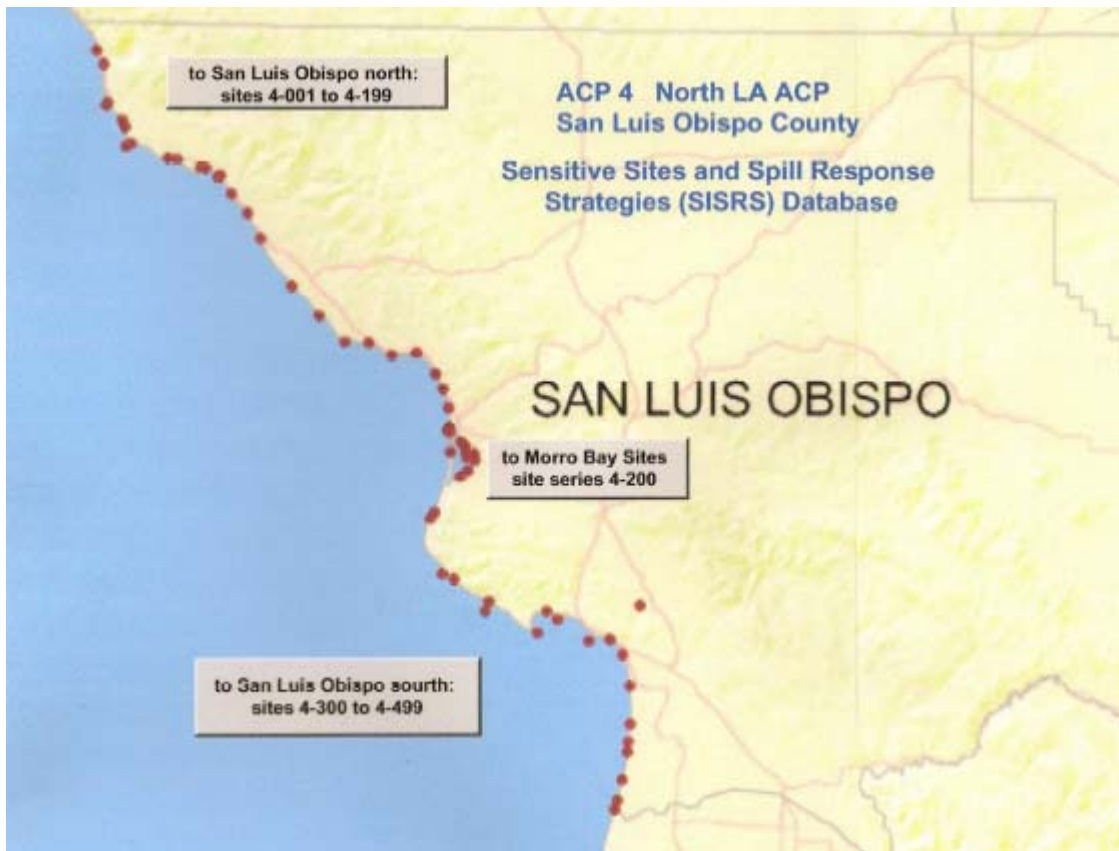 to San Luis Obispo north:
sites 4-001 to 4-199
ACP 4 North LA ACP
San Luis Obispo County
Sensitive Sites and Spill Response
Strategies (SISRS) Database
SAN LUIS OBISPO
to Morro Bay Sites
site series 4-200
to San Luis Obispo sourth:
sites 4-300 to 4-499